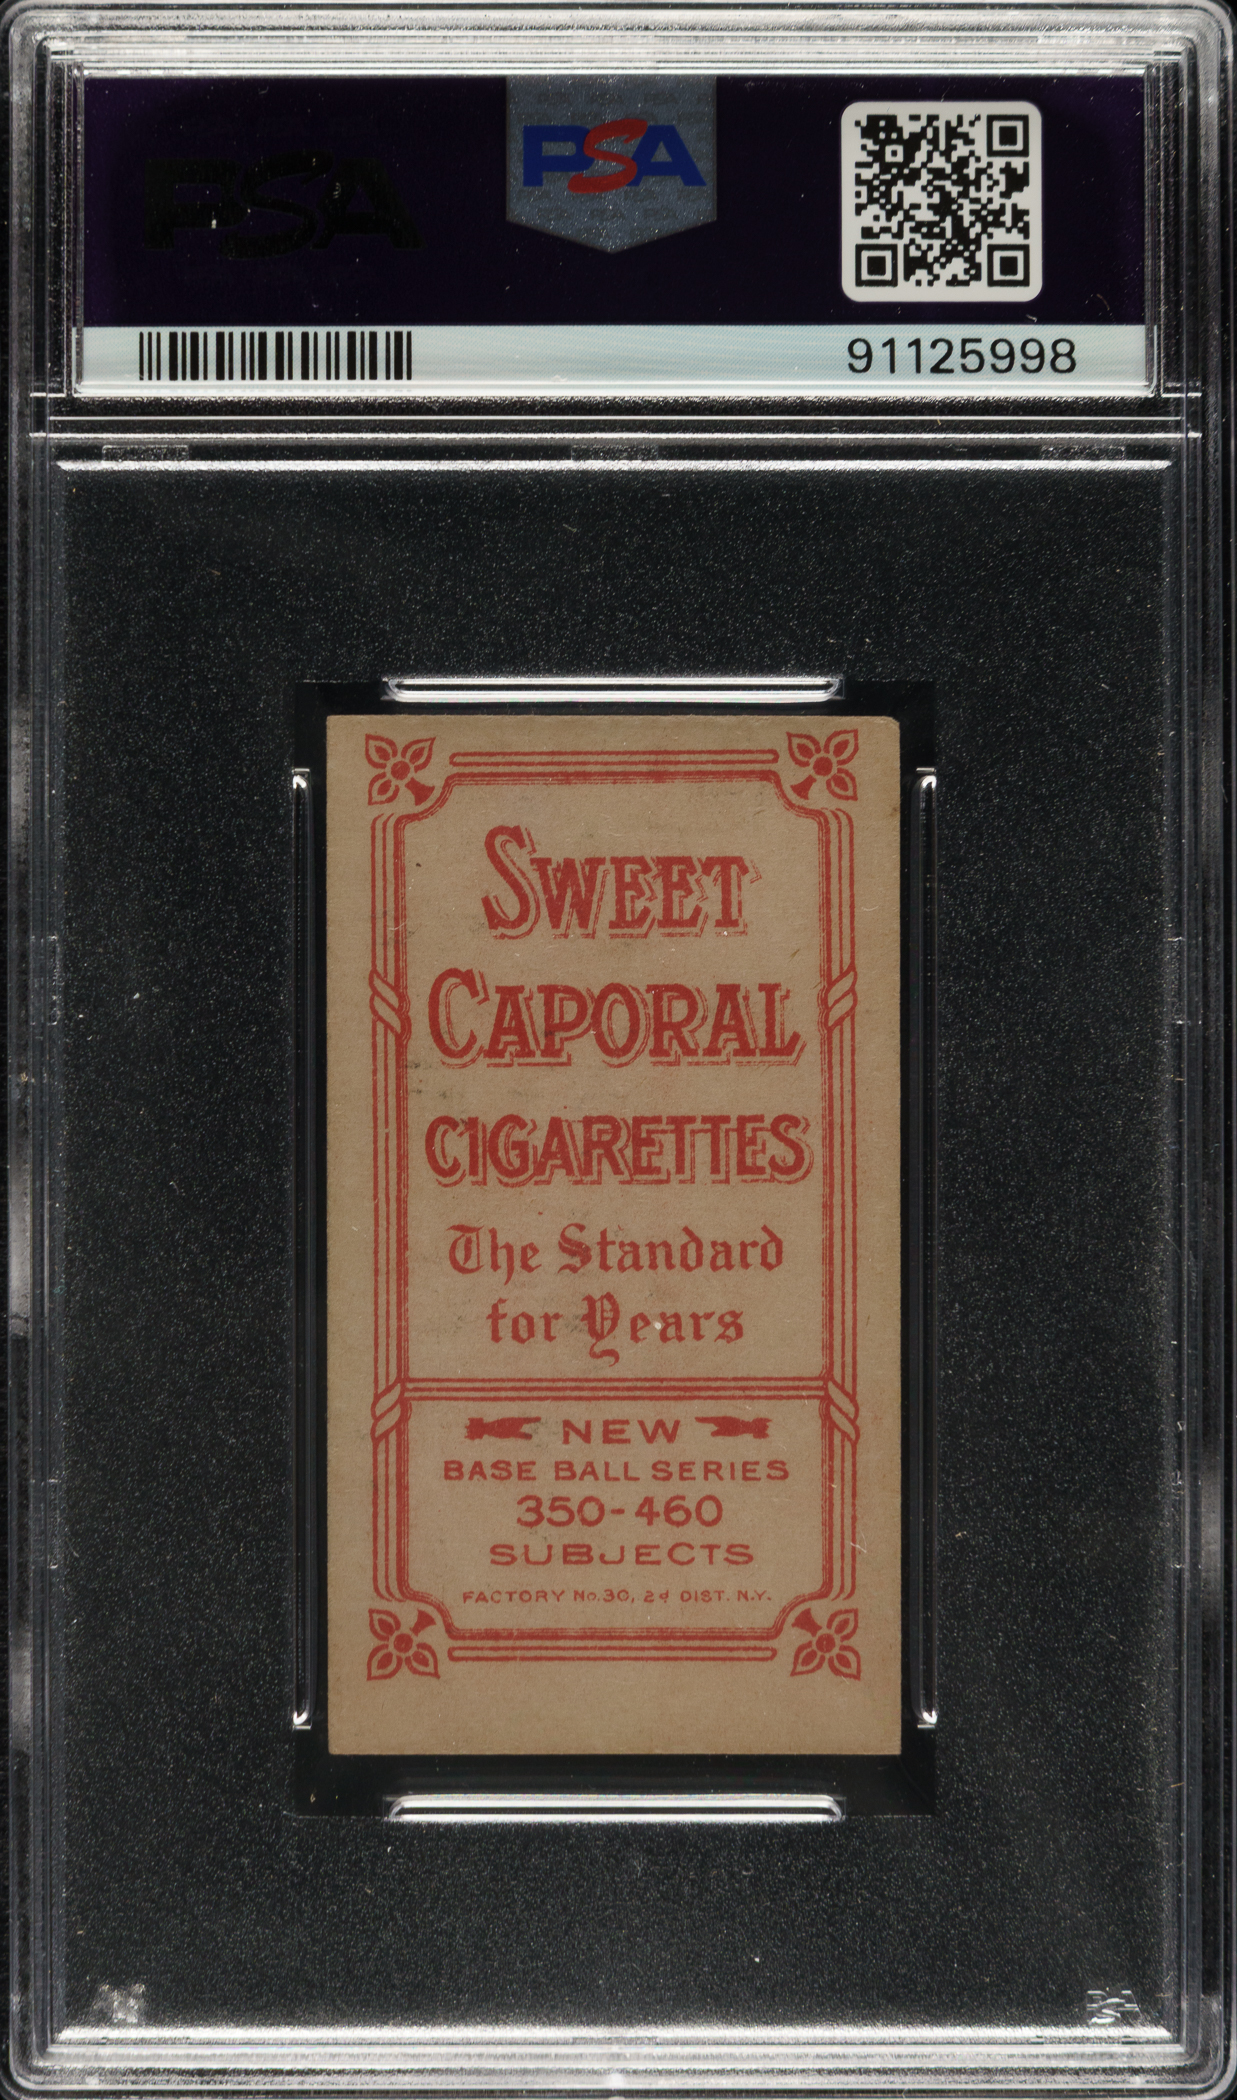 PSA
PSA
91125998
SWEET
CAPORAL
CIGARETTES
The Standard
for Years
NEW
BASE BALL SERIES
350-460
SUBJECTS
FACTORY No. 30, 2d DIST. N.Y.
PSA